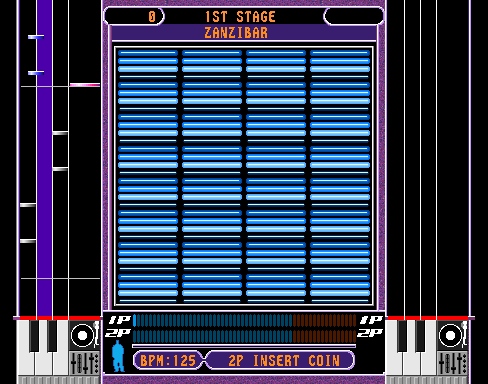 0 1ST STAGE
ZANZIBAR
1P 1P
2P 2P
BPM:125 2P INSERT COIN